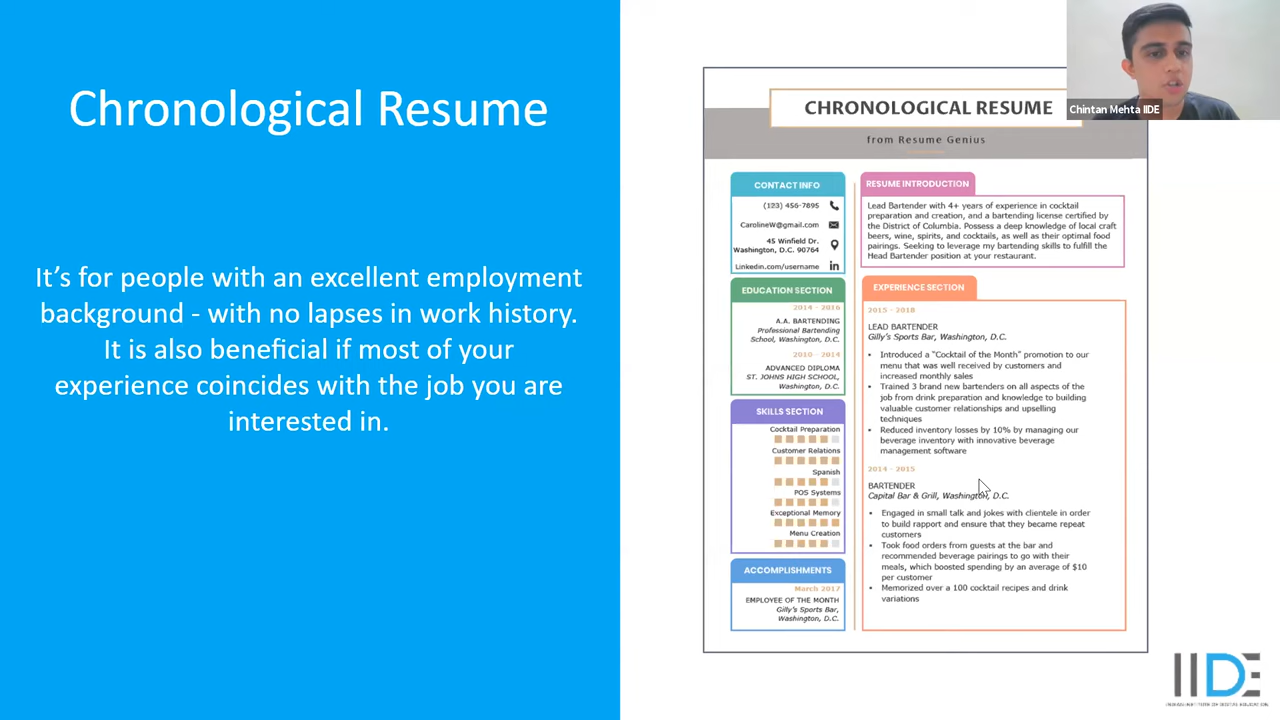 Chronological Resume
It's for people with an excellent employment
background - with no lapses in work history.
It is also beneficial if most of your
experience coincides with the job you are
interested in.
Chintan Mehta IIDE
CHRONOLOGICAL RESUME
from Resume Genius
CONTACT INFO
(123) 456-7895
CarolineW@gmail.com
45 Winfield Dr.
Washington, D.C. 90764
Linkedin.com/username
in
EDUCATION SECTION
2014 - 2016
A.A. BARTENDING
Professional Bartending
School, Washington, D.C.
2010 - 2014
ADVANCED DIPLOMA
ST. JOHNS HIGH SCHOOL,
Washington, D.C.
SKILLS SECTION
Cocktail Preparation
Customer Relations
Spanish
POS Systems
Exceptional Memory
Menu Creation
ACCOMPLISHMENTS
March 2017
EMPLOYEE OF THE MONTH
Gilly's Sports Bar,
Washington, D.C.
RESUME INTRODUCTION
Lead Bartender with 4+ years of experience in cocktail
preparation and creation, and a bartending license certified by
the District of Columbia. Possess a deep knowledge of local craft
beers, wine, spirits, and cocktails, as well as their optimal food
pairings. Seeking to leverage my bartending skills to fulfill the
Head Bartender position at your restaurant.
EXPERIENCE SECTION
2015 - 2018
LEAD BARTENDER
Gilly's Sports Bar, Washington, D.C.
• Introduced a "Cocktail of the Month" promotion to our
menu that was well received by customers and
increased monthly sales
• Trained 3 brand new bartenders on all aspects of the
job from drink preparation and knowledge to building
valuable customer relationships and upselling
techniques
• Reduced inventory losses by 10% by managing our
beverage inventory with innovative beverage
management software
2014 - 2015
BARTENDER
Capital Bar & Grill, Washington, D.C.
• Engaged in small talk and jokes with clientele in order
to build rapport and ensure that they became repeat
customers
• Took food orders from guests at the bar and
recommended beverage pairings to go with their
meals, which boosted spending by an average of $10
per customer
• Memorized over a 100 cocktail recipes and drink
variations
IIDE